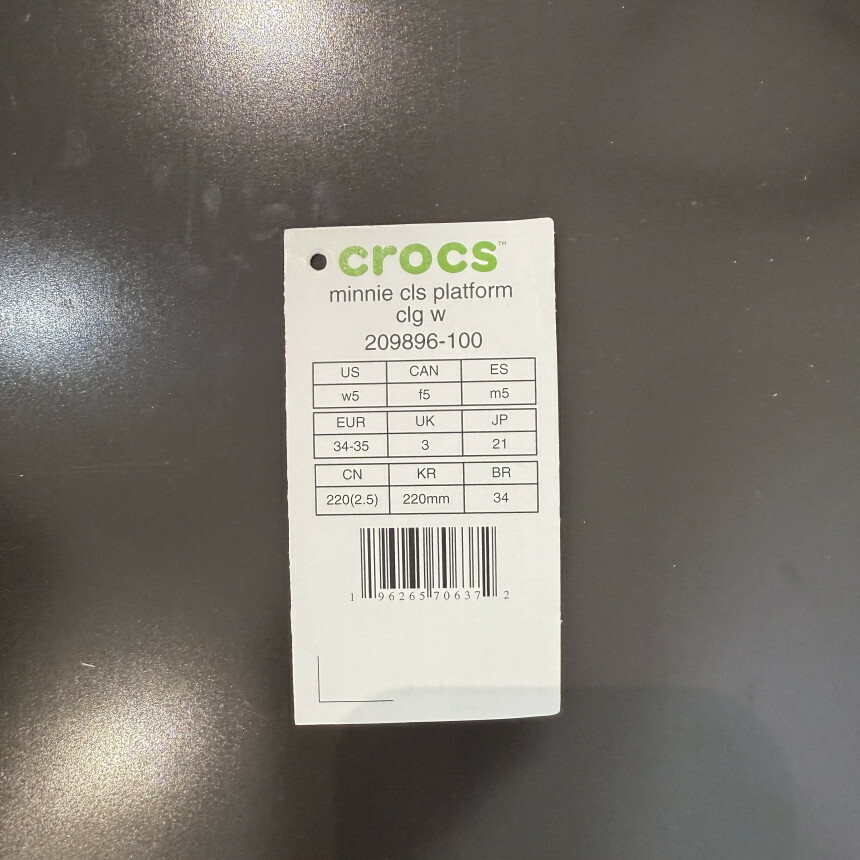 crocs™
minnie cls platform
clg w
209896-100
US CAN ES
w5 f5 m5
EUR UK JP
34-35 3 21
CN KR BR
220(2.5) 220mm 34
1 96265 70637 2